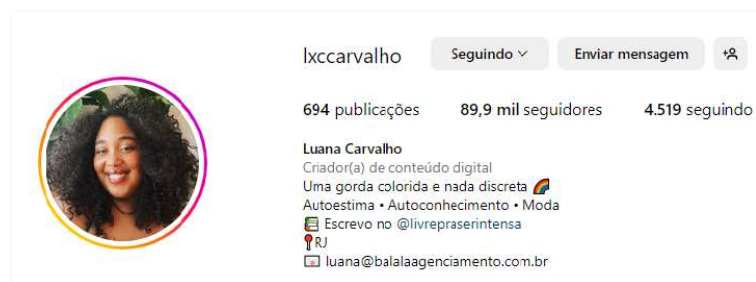 lxccarvalho Seguindo Enviar mensagem
694 publicações 89,9 mil seguidores 4.519 seguindo
Luana Carvalho
Criador(a) de conteúdo digital
Uma gorda colorida e nada discreta 🌈
Autoestima • Autoconhecimento • Moda
📗 Escrevo no @livrepraserintensa
📍RJ
💌 luana@balalaagenciamento.com.br